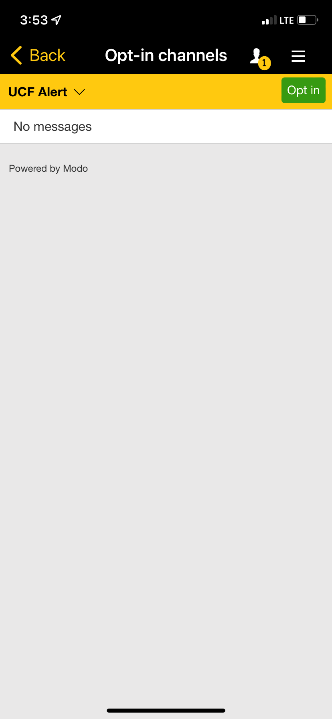 3:53 LTE
Back Opt-in channels 1
UCF Alert Opt in
No messages
Powered by Modo